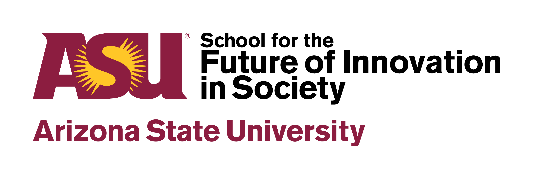 ASU
School for the
Future of Innovation
in Society
Arizona State University